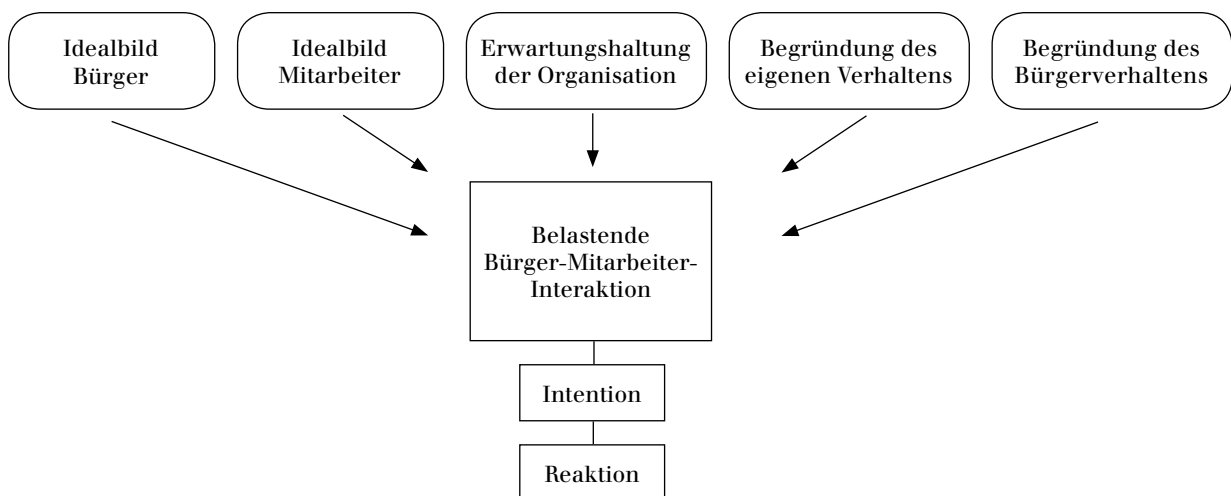 Idealbild
Bürger
Idealbild
Mitarbeiter
Erwartungshaltung
der Organisation
Begründung des
eigenen Verhaltens
Begründung des
Bürgerverhaltens
Belastende
Bürger-Mitarbeiter-
Interaktion
Intention
Reaktion